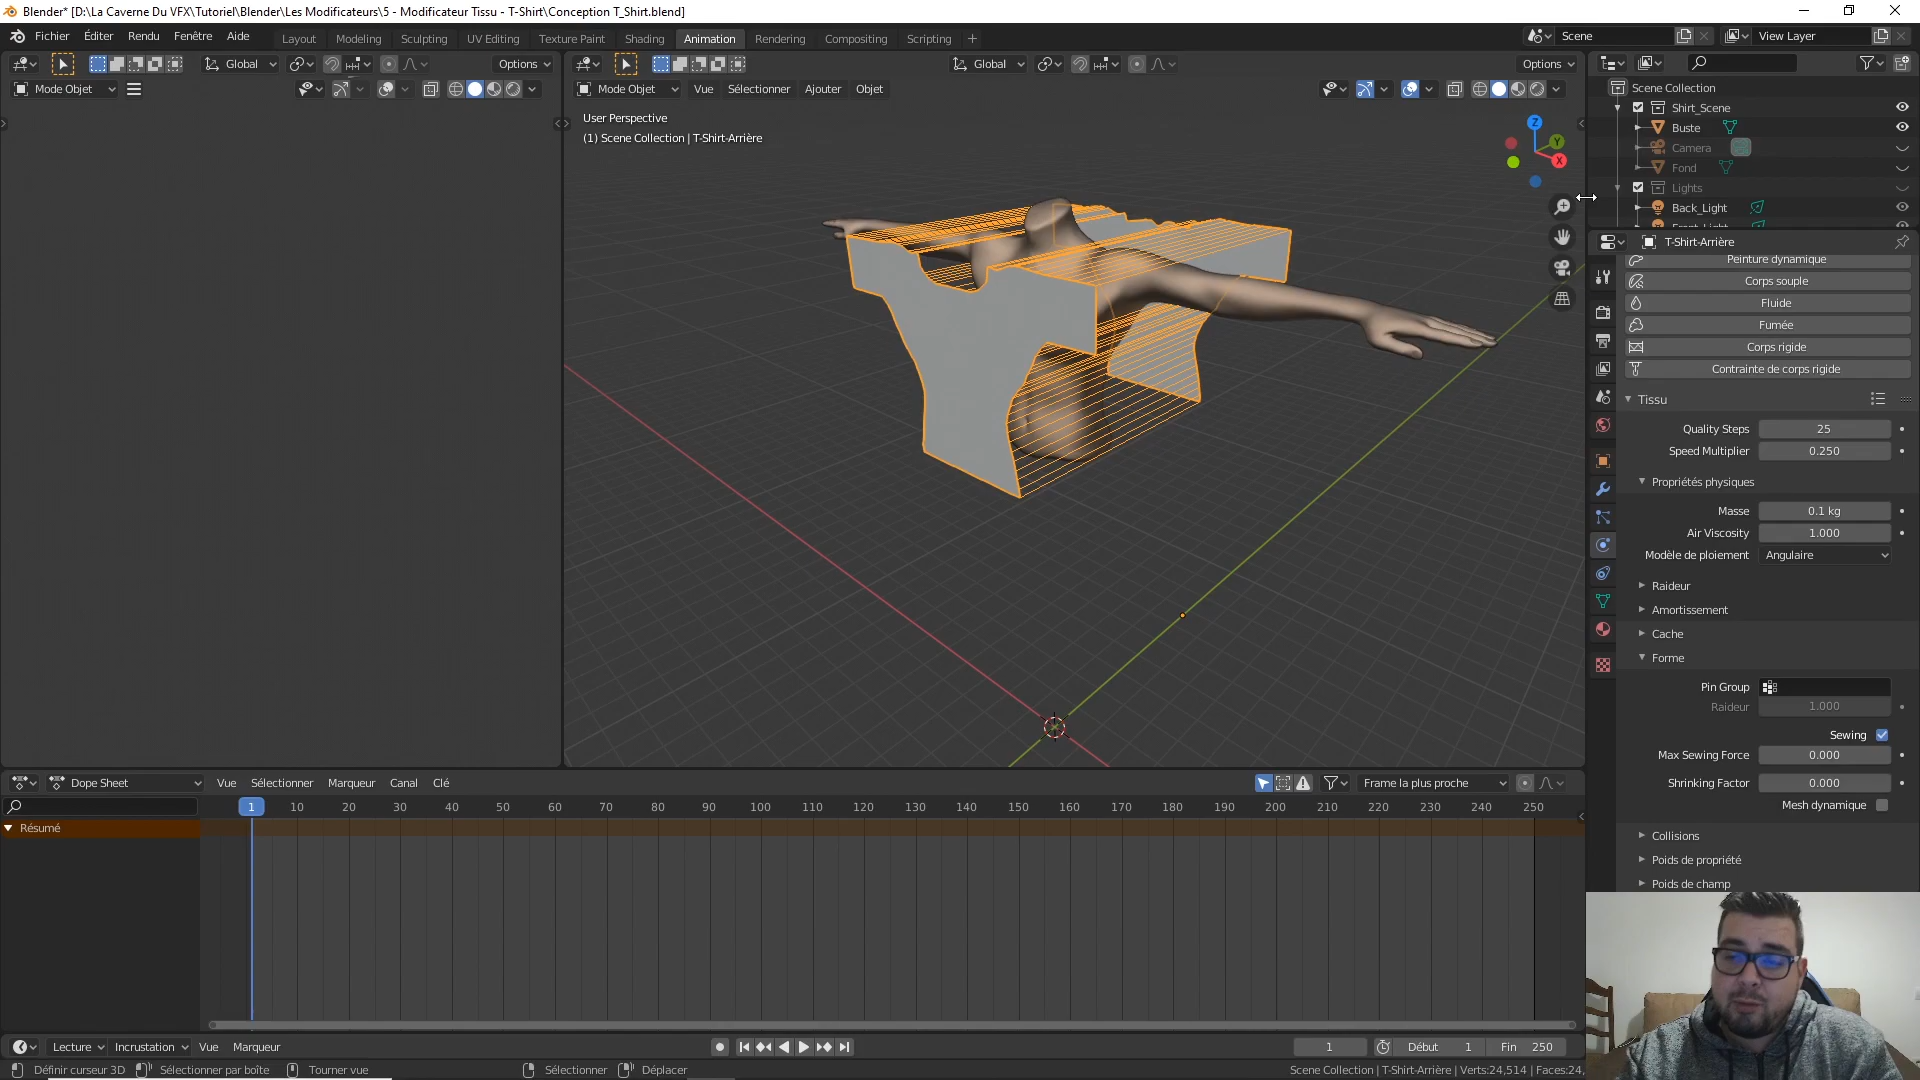 Blender* [D:\La Caverne Du VFX\Tutoriel\Blender\Les Modificateurs\5 - Modificateur Tissu - T-Shirt\Conception T_Shirt.blend]
Fichier Éditer Rendu Fenêtre Aide Layout Modeling Sculpting UV Editing Texture Paint Shading Animation Rendering Compositing Scripting Scene View Layer
Global Options Global Options
Mode Objet Mode Objet Vue Sélectionner Ajouter Objet
User Perspective
(1) Scene Collection | T-Shirt-Arrière
Z
Y
X
Scene Collection
Shirt_Scene
Buste
Camera
Fond
Lights
Back_Light
T-Shirt-Arrière
Peinture dynamique
Corps souple
Fluide
Fumée
Corps rigide
Contrainte de corps rigide
Tissu
Quality Steps 25
Speed Multiplier 0.250
Propriétés physiques
Masse 0.1 kg
Air Viscosity 1.000
Modèle de ploiement Angulaire
Raideur
Amortissement
Cache
Forme
Pin Group
Raideur 1.000
Sewing
Max Sewing Force 0.000
Shrinking Factor 0.000
Mesh dynamique
Collisions
Poids de propriété
Poids de champ
Dope Sheet Vue Sélectionner Marqueur Canal Clé Frame la plus proche
1 10 20 30 40 50 60 70 80 90 100 110 120 130 140 150 160 170 180 190 200 210 220 230 240 250
Résumé
Lecture Incrustation Vue Marqueur 1 Début 1 Fin 250
Définir curseur 3D Sélectionner par boîte Tourner vue Sélectionner Déplacer Scene Collection | T-Shirt-Arrière | Verts:24,514 | Faces:24,